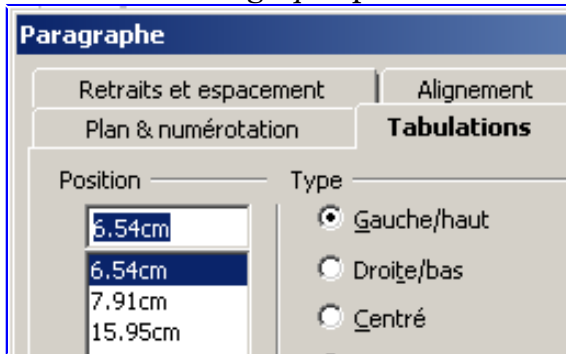 Paragraphe
Retraits et espacement Alignement
Plan & numérotation Tabulations
Position Type
6.54cm Gauche/haut
6.54cm Droite/bas
7.91cm
15.95cm Centré